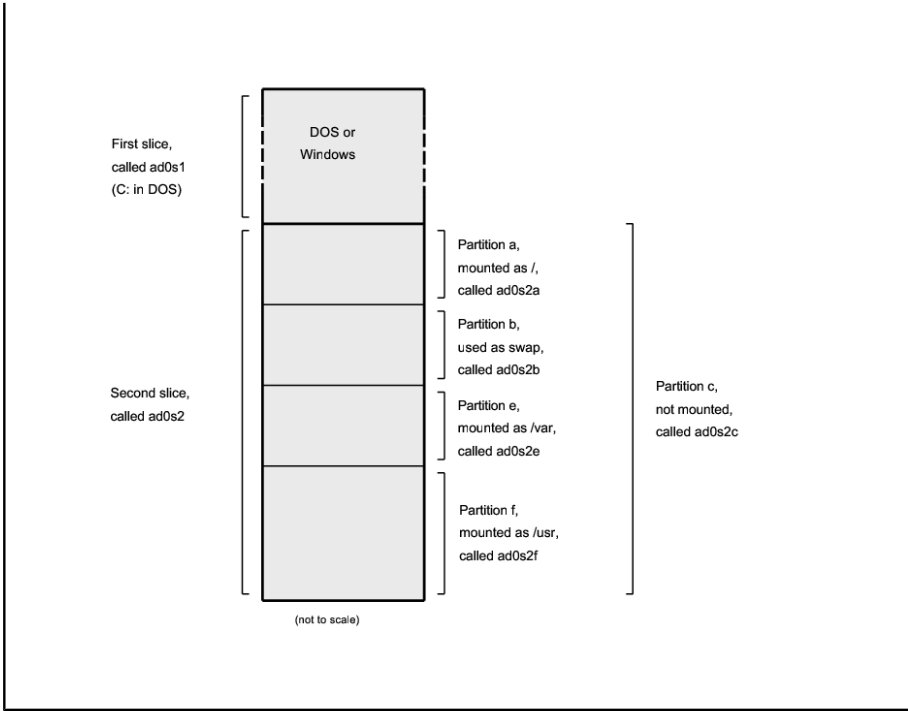 DOS or
Windows
First slice,
called ad0s1
(C: in DOS)
Second slice,
called ad0s2
Partition a,
mounted as /,
called ad0s2a
Partition b,
used as swap,
called ad0s2b
Partition e,
mounted as /var,
called ad0s2e
Partition f,
mounted as /usr,
called ad0s2f
Partition c,
not mounted,
called ad0s2c
(not to scale)